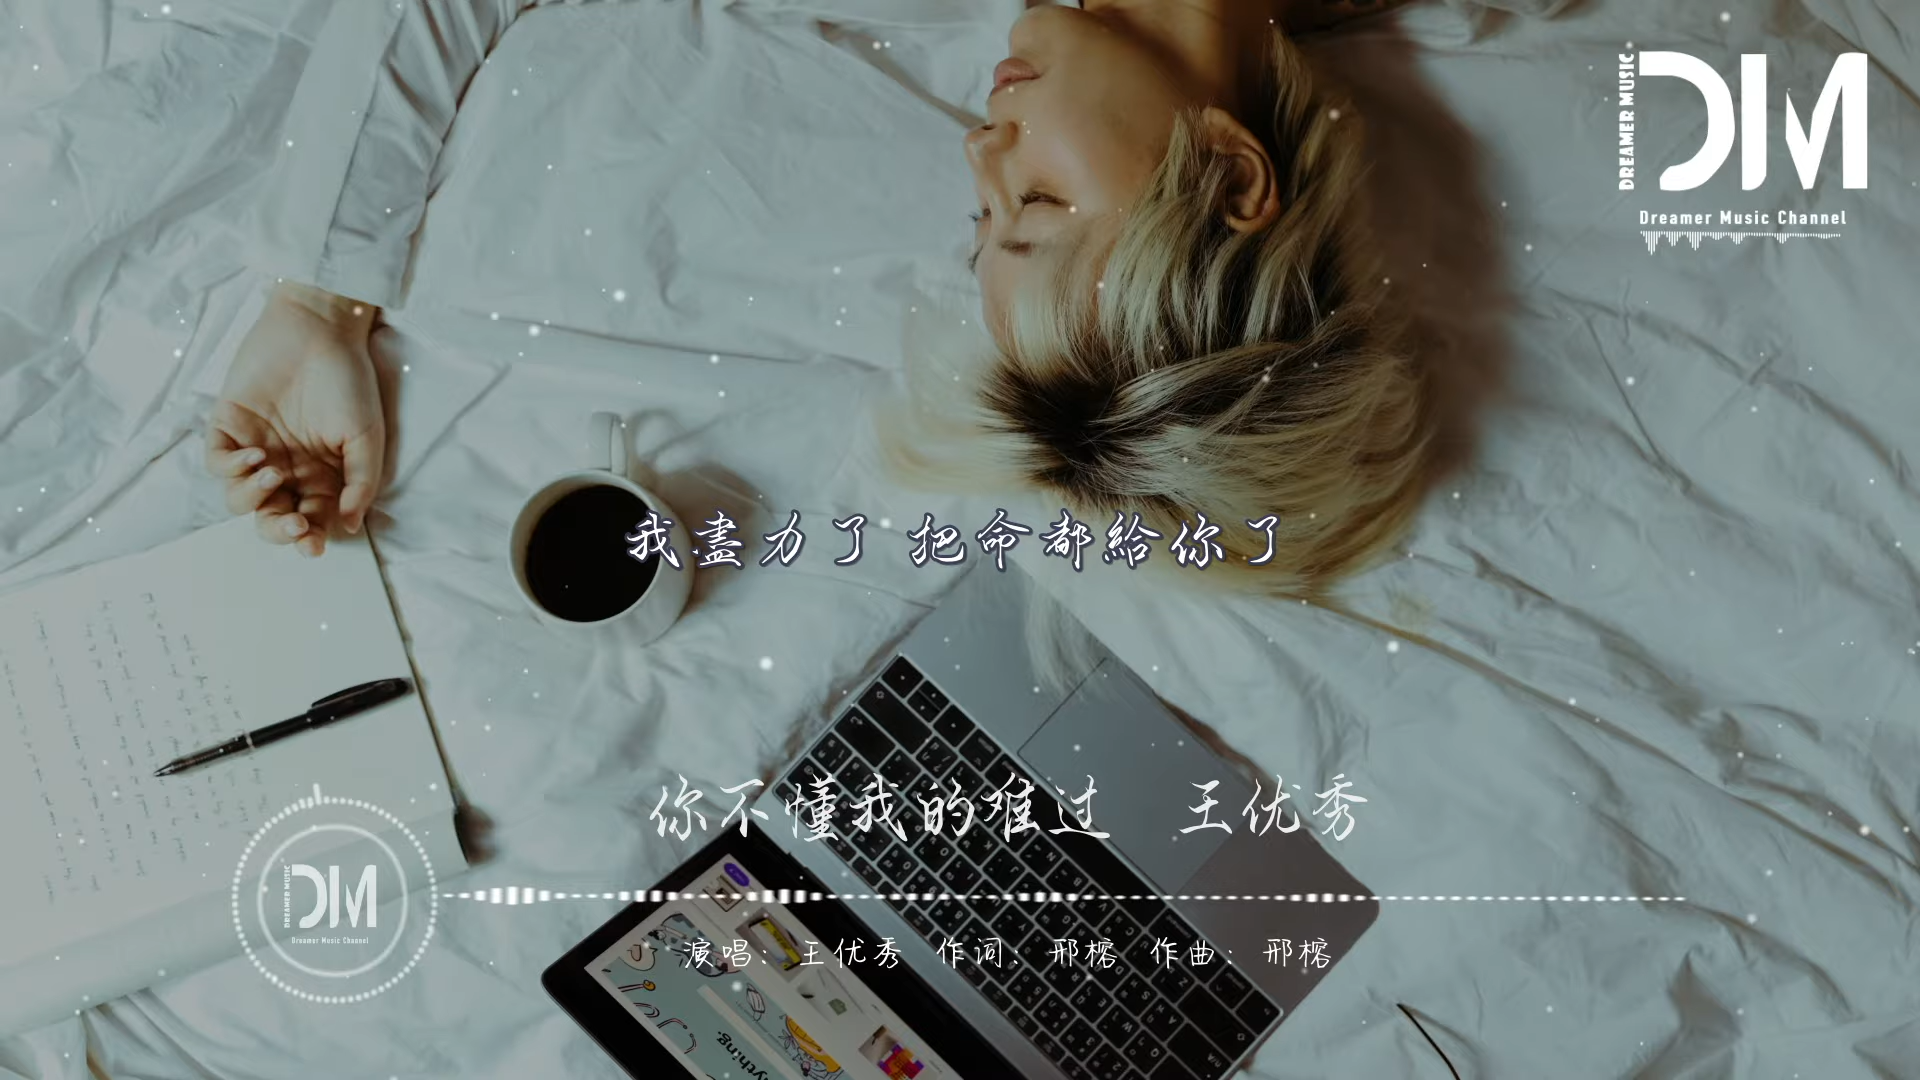 DREAMER MUSIC
DM
Dreamer Music Channel
我盡力了 把命都給你了
你不懂我的难过 王优秀
DREAMER MUSIC
DM
Dreamer Music Channel
演唱：王优秀 作词：邢榕 作曲：邢榕
ything.